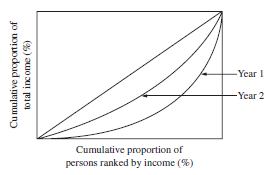 Cumulative proportion of
total income (%)
Year 1
Year 2
Cumulative proportion of
persons ranked by income (%)